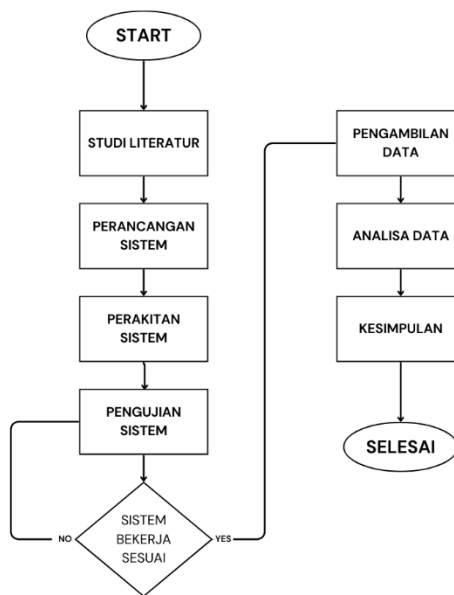 START
STUDI LITERATUR
PERANCANGAN
SISTEM
PERAKITAN
SISTEM
PENGUJIAN
SISTEM
SISTEM
BEKERJA
SESUAI
NO
YES
PENGAMBILAN
DATA
ANALISA DATA
KESIMPULAN
SELESAI